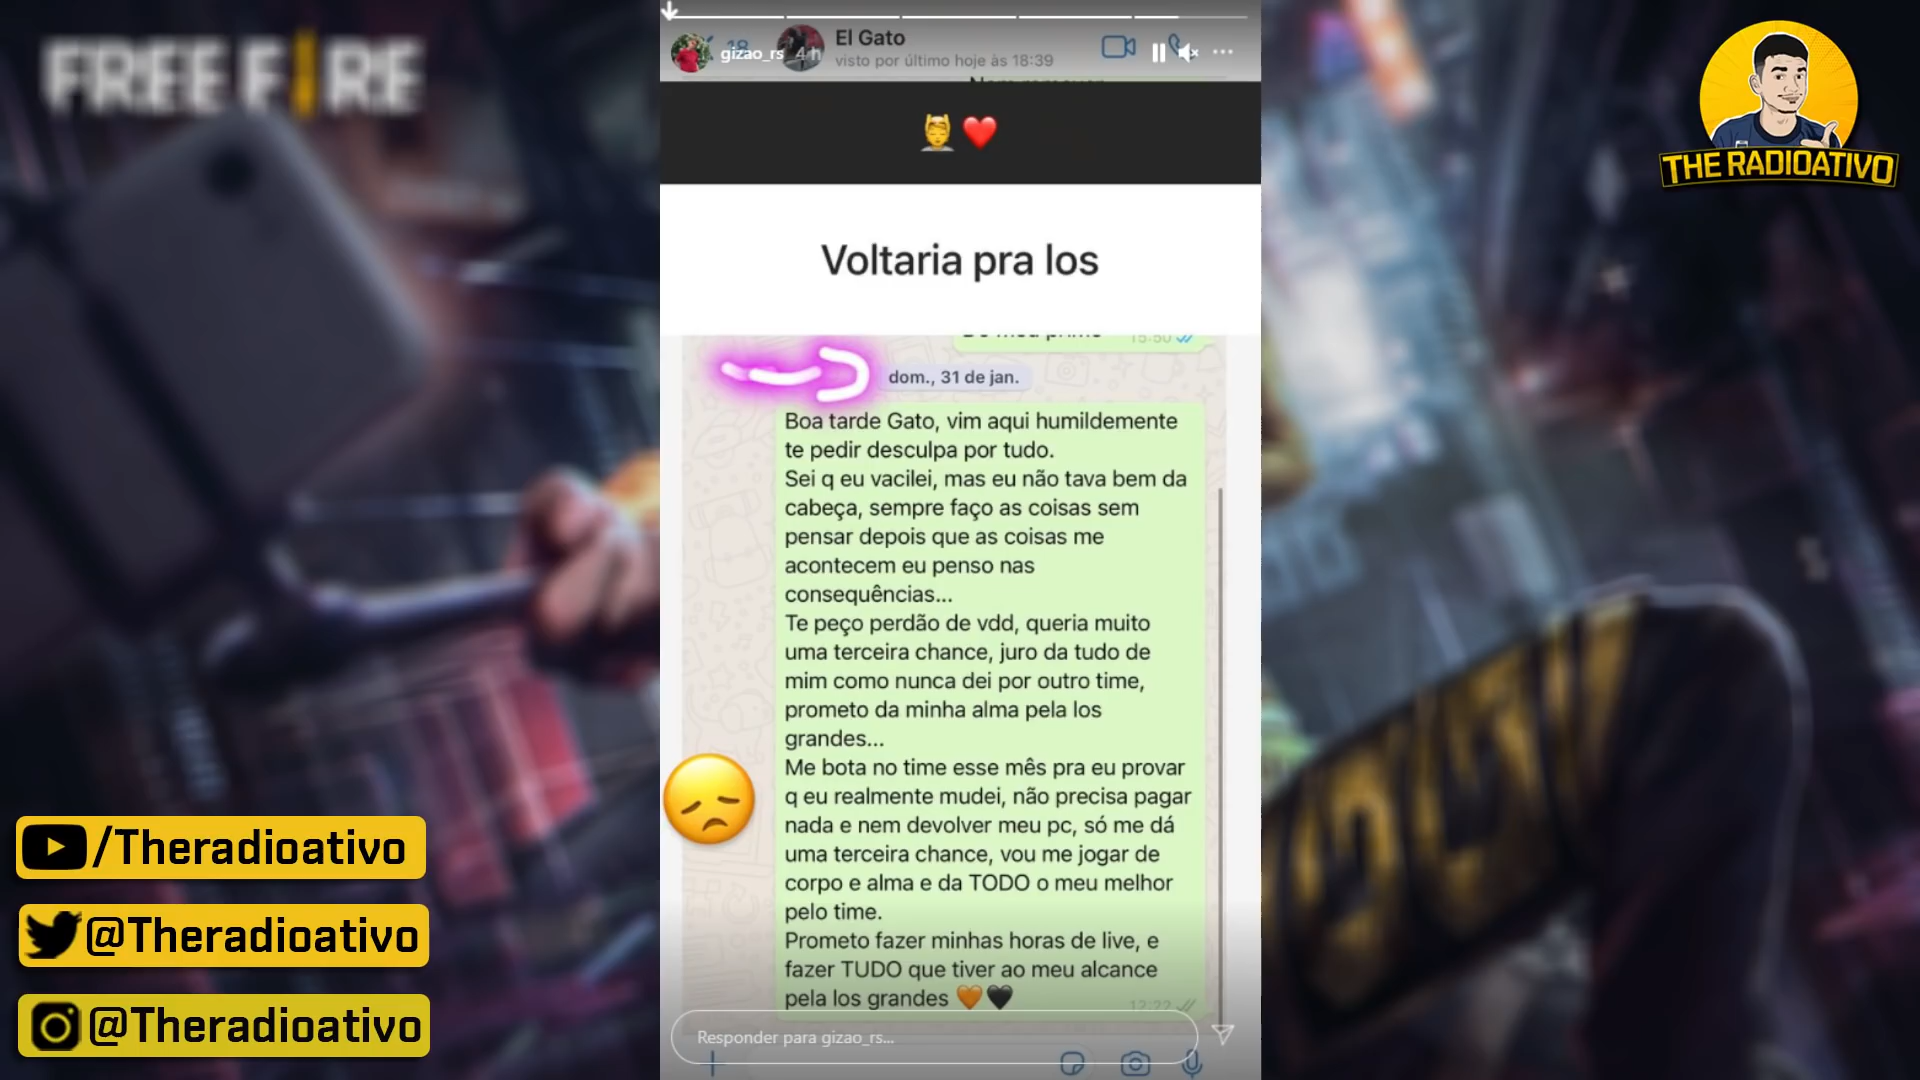 FREE FIRE
THE RADIOATIVO
gizao_rs 4 h
18
El Gato
visto por último hoje às 18:39
Voltaria pra los
15:50
dom., 31 de jan.
Boa tarde Gato, vim aqui humildemente
te pedir desculpa por tudo.
Sei q eu vacilei, mas eu não tava bem da
cabeça, sempre faço as coisas sem
pensar depois que as coisas me
acontecem eu penso nas
consequências...
Te peço perdão de vdd, queria muito
uma terceira chance, juro da tudo de
mim como nunca dei por outro time,
prometo da minha alma pela los
grandes...
Me bota no time esse mês pra eu provar
q eu realmente mudei, não precisa pagar
nada e nem devolver meu pc, só me dá
uma terceira chance, vou me jogar de
corpo e alma e da TODO o meu melhor
pelo time.
Prometo fazer minhas horas de live, e
fazer TUDO que tiver ao meu alcance
pela los grandes 🧡🖤
12:22
Responder para gizao_rs...
/Theradioativo
@Theradioativo
@Theradioativo